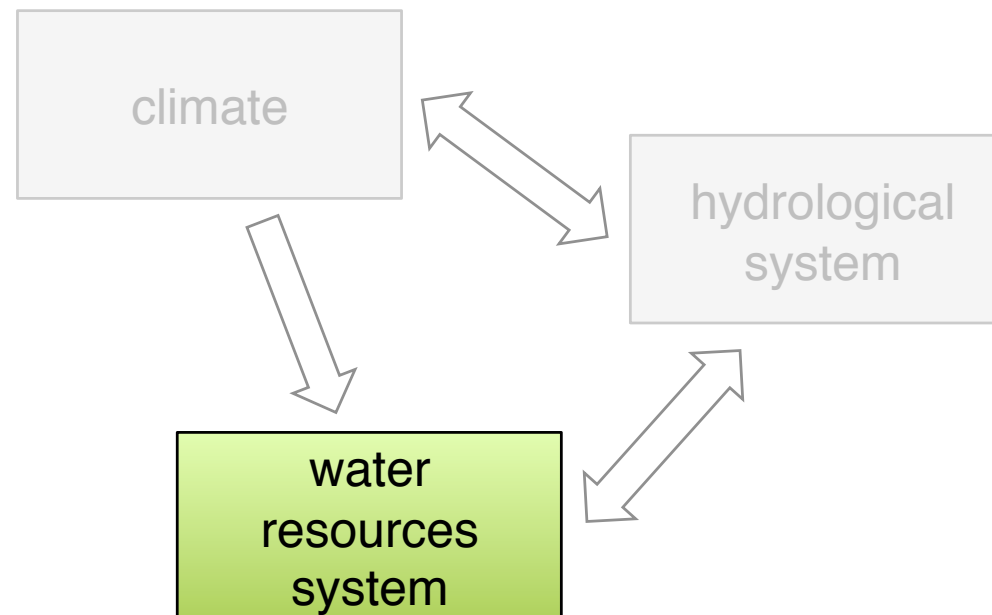 climate
hydrological
system
water
resources
system